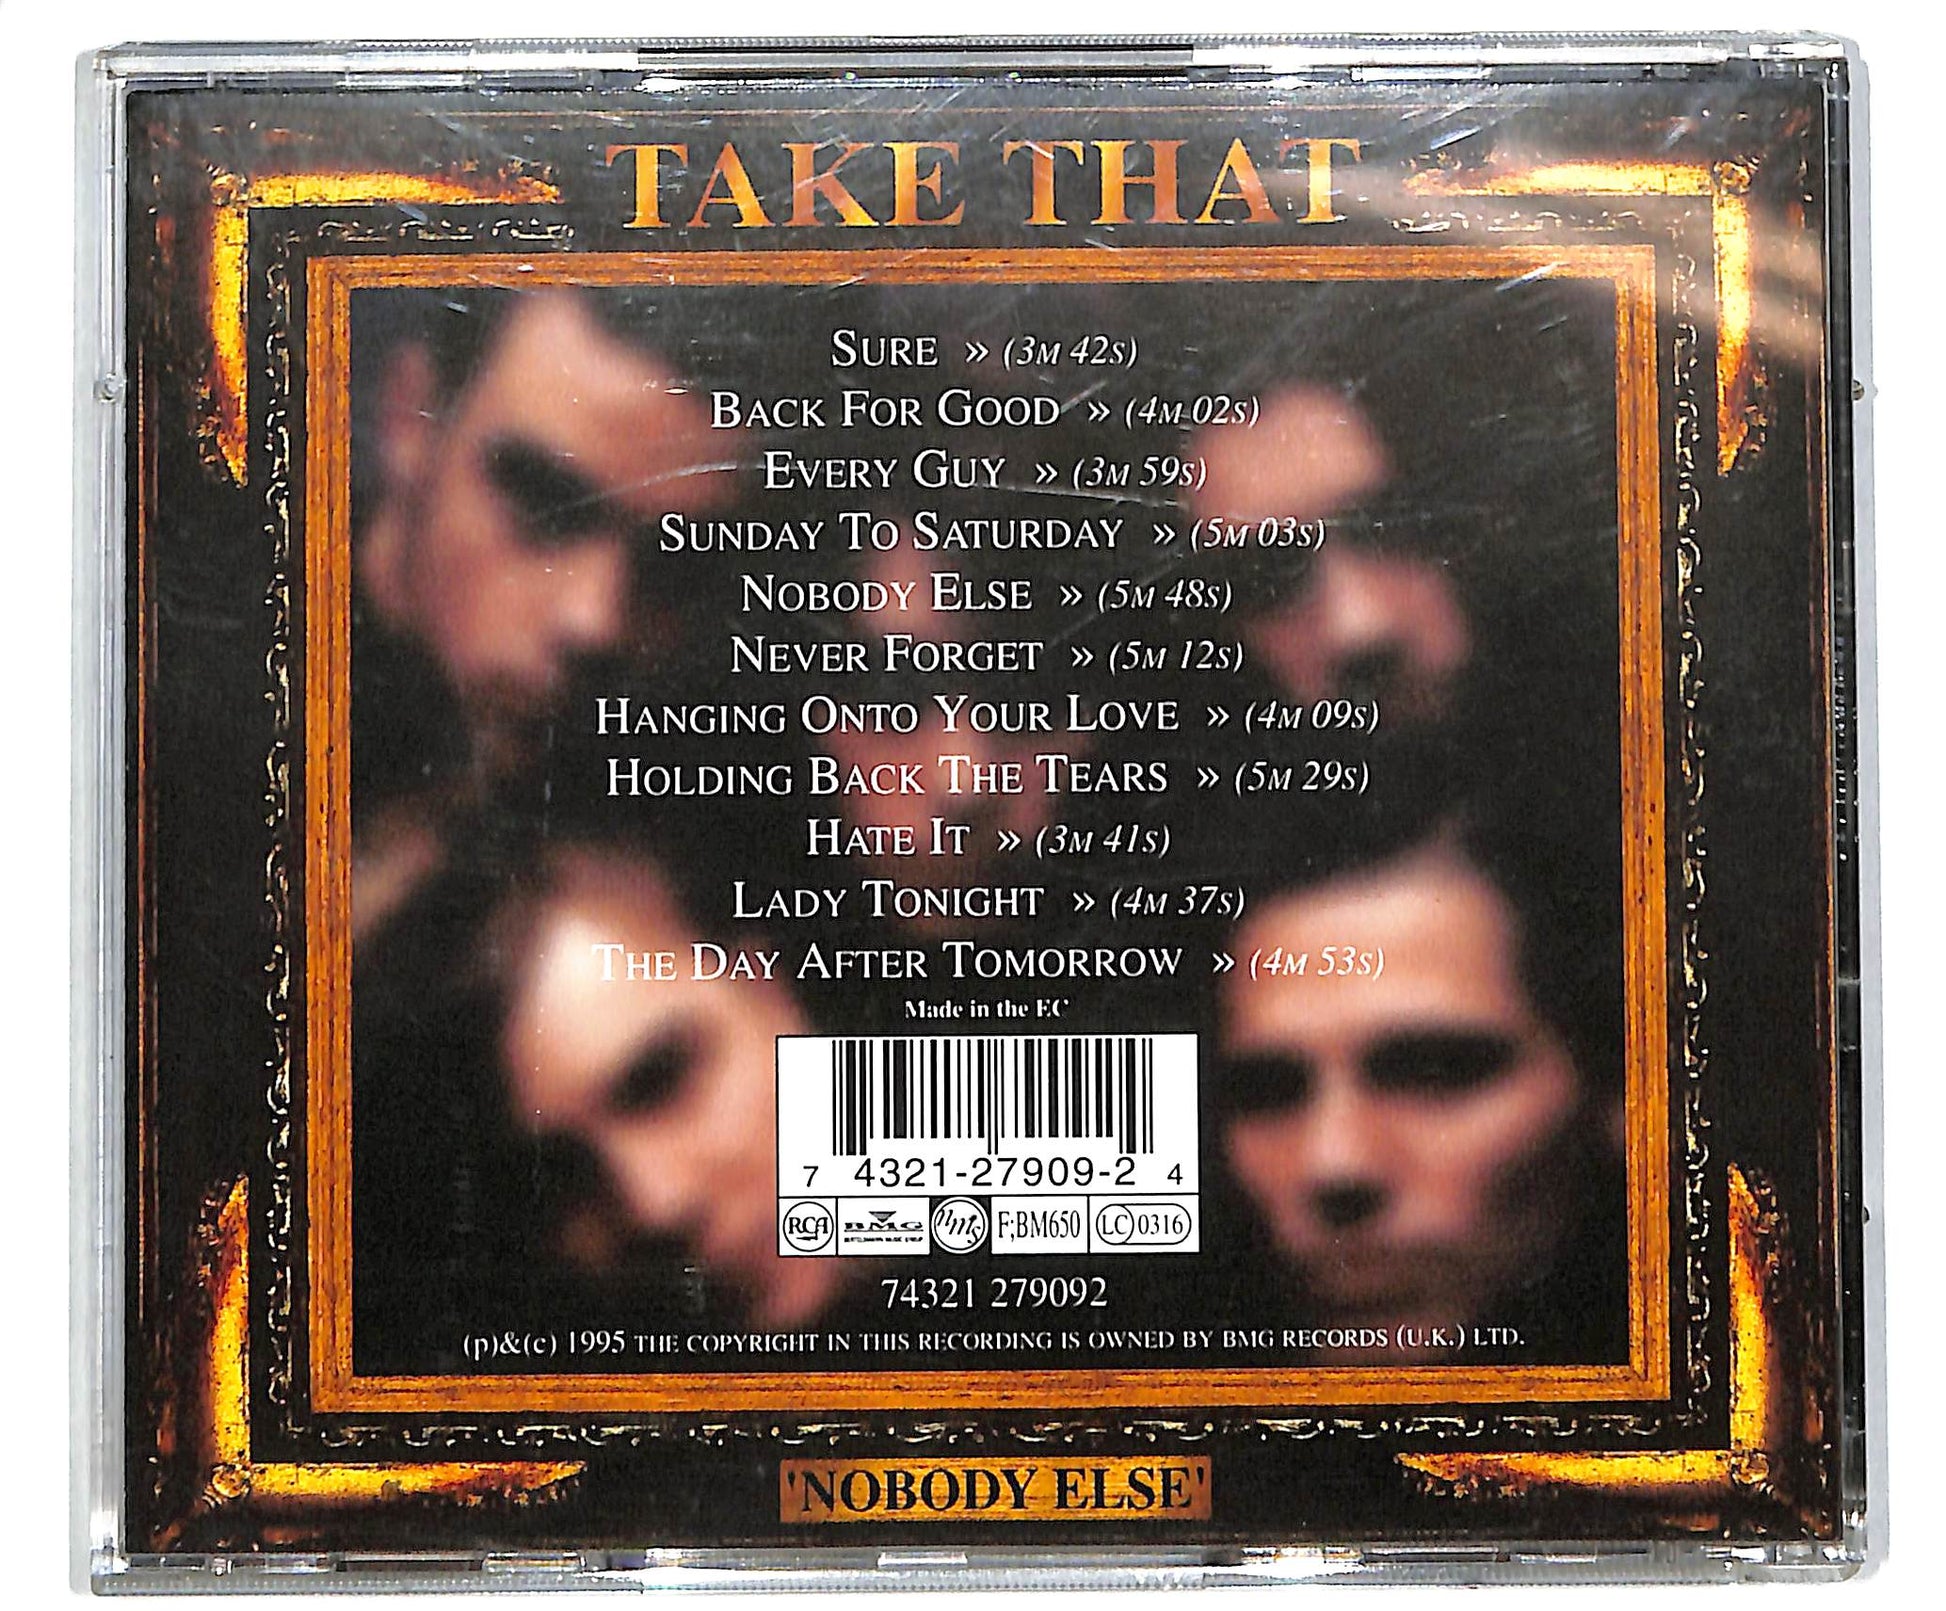 TAKE THAT
SURE » (3M 42S)
BACK FOR GOOD » (4M 02S)
EVERY GUY » (3M 59S)
SUNDAY TO SATURDAY » (5M 03S)
NOBODY ELSE » (5M 48S)
NEVER FORGET » (5M 12S)
HANGING ONTO YOUR LOVE » (4M 09S)
HOLDING BACK THE TEARS » (5M 29S)
HATE IT » (3M 41S)
LADY TONIGHT » (4M 37S)
THE DAY AFTER TOMORROW » (4M 53S)
Made in the EC
7 4321-27909-2 4
RCA BMG BERTELSMANN MUSIC GROUP nms F;BM650 LC 0316
74321 279092
(p)&(c) 1995 THE COPYRIGHT IN THIS RECORDING IS OWNED BY BMG RECORDS (U.K.) LTD.
'NOBODY ELSE'